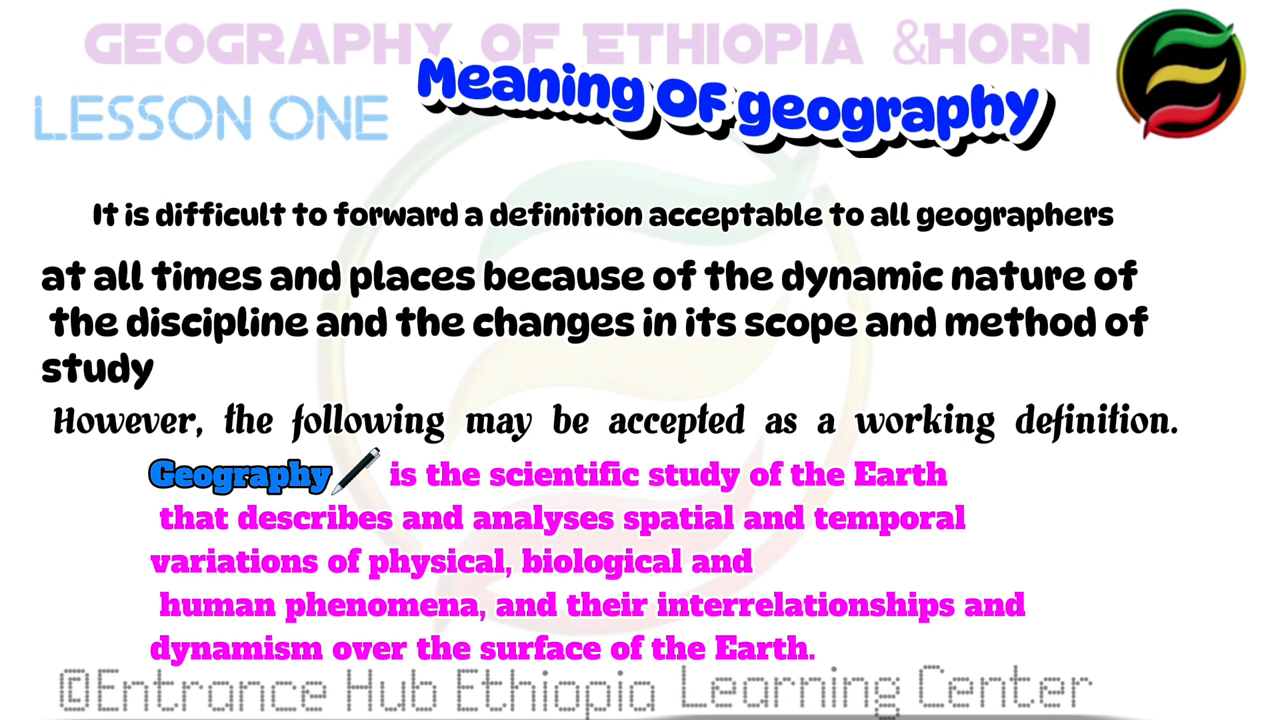 GEOGRAPHY OF ETHIOPIA &HORN
LESSON ONE
Meaning Of geography
It is difficult to forward a definition acceptable to all geographers
at all times and places because of the dynamic nature of
the discipline and the changes in its scope and method of
study
However, the following may be accepted as a working definition.
Geography is the scientific study of the Earth
that describes and analyses spatial and temporal
variations of physical, biological and
human phenomena, and their interrelationships and
dynamism over the surface of the Earth.
©Entrance Hub Ethiopia Learning Center